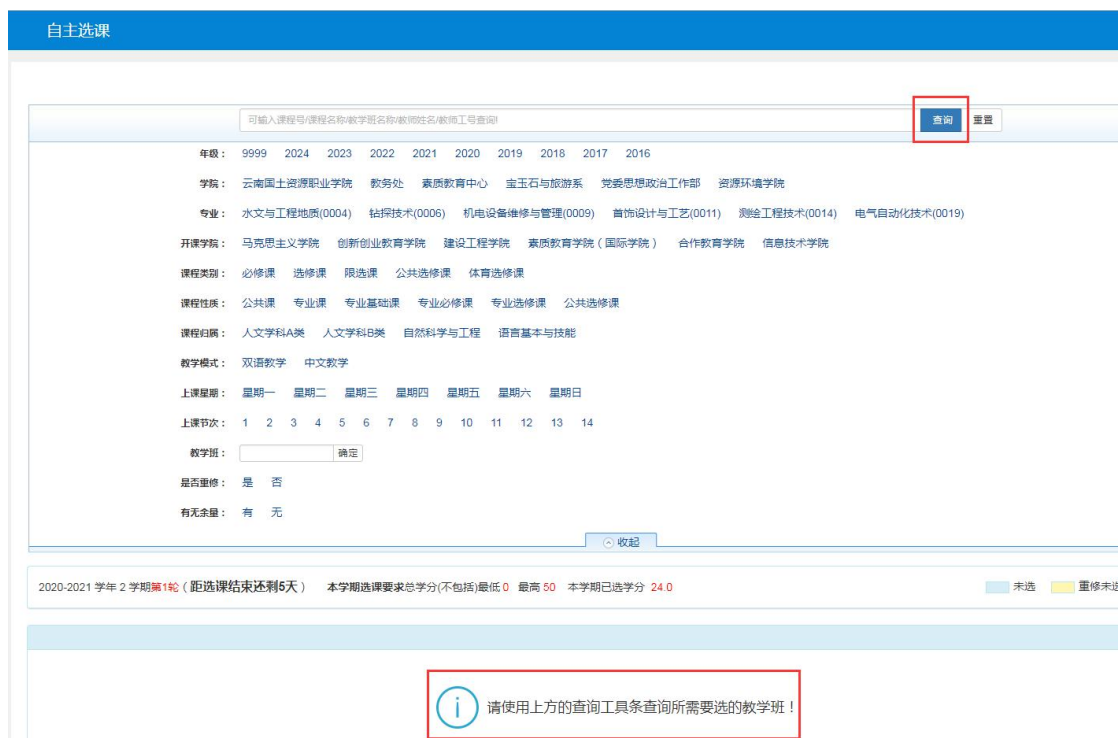 自主选课
可输入课程号/课程名称/教学班名称/教师姓名/教师工号查询! 查询 重置
年级： 9999 2024 2023 2022 2021 2020 2019 2018 2017 2016
学院： 云南国土资源职业学院 教务处 素质教育中心 宝玉石与旅游系 党委思想政治工作部 资源环境学院
专业： 水文与工程地质(0004) 钻探技术(0006) 机电设备维修与管理(0009) 首饰设计与工艺(0011) 测绘工程技术(0014) 电气自动化技术(0019)
开课学院： 马克思主义学院 创新创业教育学院 建设工程学院 素质教育学院（国际学院） 合作教育学院 信息技术学院
课程类别： 必修课 选修课 限选课 公共选修课 体育选修课
课程性质： 公共课 专业课 专业基础课 专业必修课 专业选修课 公共选修课
课程归属： 人文学科A类 人文学科B类 自然科学与工程 语言基本与技能
教学模式： 双语教学 中文教学
上课星期： 星期一 星期二 星期三 星期四 星期五 星期六 星期日
上课节次： 1 2 3 4 5 6 7 8 9 10 11 12 13 14
教学班： 确定
是否重修： 是 否
有无余量： 有 无
收起
2020-2021 学年 2 学期第1轮（距选课结束还剩5天） 本学期选课要求总学分(不包括)最低 0 最高 50 本学期已选学分 24.0 未选 重修未选
请使用上方的查询工具条查询所需要选的教学班！